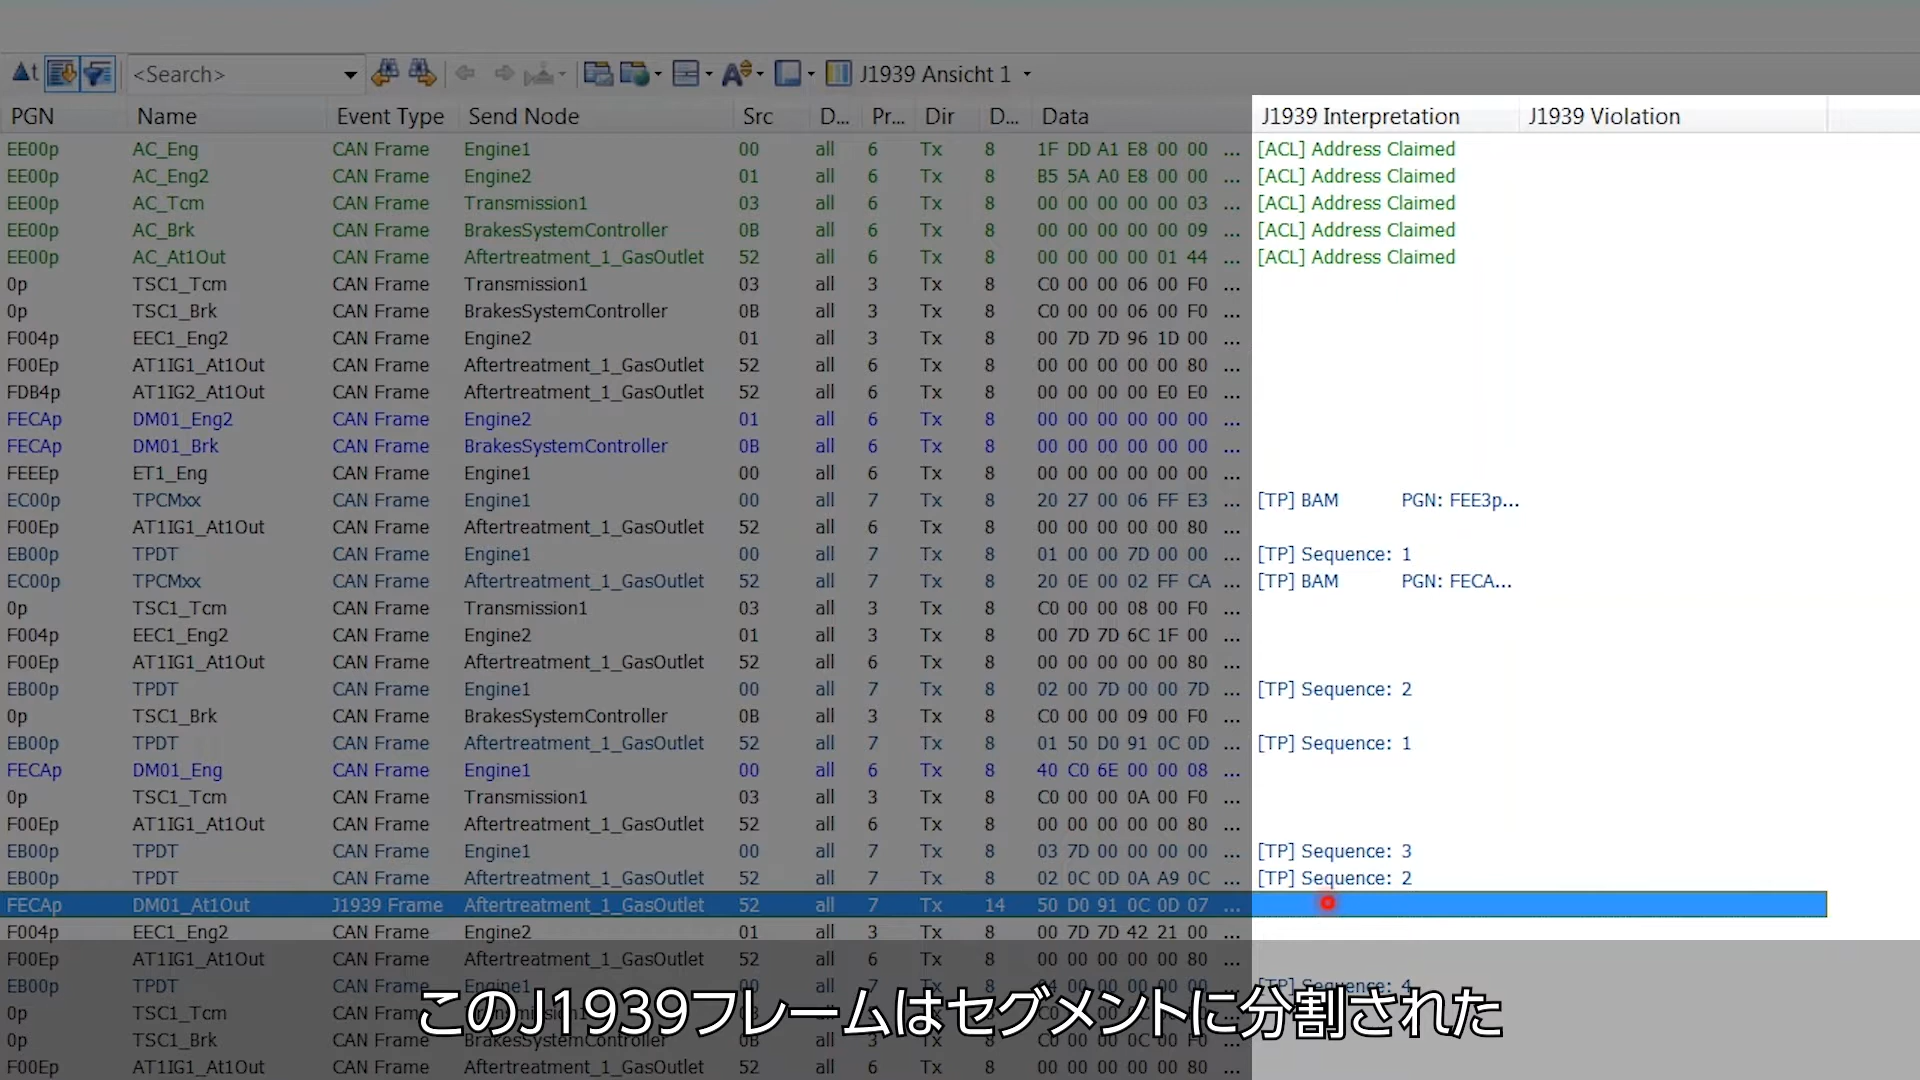 Δt <Search> J1939 Ansicht 1
PGN Name Event Type Send Node Src D... Pr... Dir D... Data J1939 Interpretation J1939 Violation
EE00p AC_Eng CAN Frame Engine1 00 all 6 Tx 8 1F DD A1 E8 00 00 ... [ACL] Address Claimed
EE00p AC_Eng2 CAN Frame Engine2 01 all 6 Tx 8 B5 5A A0 E8 00 00 ... [ACL] Address Claimed
EE00p AC_Tcm CAN Frame Transmission1 03 all 6 Tx 8 00 00 00 00 00 03 ... [ACL] Address Claimed
EE00p AC_Brk CAN Frame BrakesSystemController 0B all 6 Tx 8 00 00 00 00 00 09 ... [ACL] Address Claimed
EE00p AC_At1Out CAN Frame Aftertreatment_1_GasOutlet 52 all 6 Tx 8 00 00 00 00 01 44 ... [ACL] Address Claimed
0p TSC1_Tcm CAN Frame Transmission1 03 all 3 Tx 8 C0 00 00 06 00 F0 ...
0p TSC1_Brk CAN Frame BrakesSystemController 0B all 3 Tx 8 C0 00 00 06 00 F0 ...
F004p EEC1_Eng2 CAN Frame Engine2 01 all 3 Tx 8 00 7D 7D 96 1D 00 ...
F00Ep AT1IG1_At1Out CAN Frame Aftertreatment_1_GasOutlet 52 all 6 Tx 8 00 00 00 00 00 80 ...
FDB4p AT1IG2_At1Out CAN Frame Aftertreatment_1_GasOutlet 52 all 6 Tx 8 00 00 00 00 E0 E0 ...
FECAp DM01_Eng2 CAN Frame Engine2 01 all 6 Tx 8 00 00 00 00 00 00 ...
FECAp DM01_Brk CAN Frame BrakesSystemController 0B all 6 Tx 8 00 00 00 00 00 00 ...
FEEEp ET1_Eng CAN Frame Engine1 00 all 6 Tx 8 00 00 00 00 00 00 ...
EC00p TPCMxx CAN Frame Engine1 00 all 7 Tx 8 20 27 00 06 FF E3 ... [TP] BAM PGN: FEE3p...
F00Ep AT1IG1_At1Out CAN Frame Aftertreatment_1_GasOutlet 52 all 6 Tx 8 00 00 00 00 00 80 ...
EB00p TPDT CAN Frame Engine1 00 all 7 Tx 8 01 00 00 7D 00 00 ... [TP] Sequence: 1
EC00p TPCMxx CAN Frame Aftertreatment_1_GasOutlet 52 all 7 Tx 8 20 0E 00 02 FF CA ... [TP] BAM PGN: FECA...
0p TSC1_Tcm CAN Frame Transmission1 03 all 3 Tx 8 C0 00 00 08 00 F0 ...
F004p EEC1_Eng2 CAN Frame Engine2 01 all 3 Tx 8 00 7D 7D 6C 1F 00 ...
F00Ep AT1IG1_At1Out CAN Frame Aftertreatment_1_GasOutlet 52 all 6 Tx 8 00 00 00 00 00 80 ...
EB00p TPDT CAN Frame Engine1 00 all 7 Tx 8 02 00 7D 00 00 7D ... [TP] Sequence: 2
0p TSC1_Brk CAN Frame BrakesSystemController 0B all 3 Tx 8 C0 00 00 09 00 F0 ...
EB00p TPDT CAN Frame Aftertreatment_1_GasOutlet 52 all 7 Tx 8 01 50 D0 91 0C 0D ... [TP] Sequence: 1
FECAp DM01_Eng CAN Frame Engine1 00 all 6 Tx 8 40 C0 6E 00 00 08 ...
0p TSC1_Tcm CAN Frame Transmission1 03 all 3 Tx 8 C0 00 00 0A 00 F0 ...
F00Ep AT1IG1_At1Out CAN Frame Aftertreatment_1_GasOutlet 52 all 6 Tx 8 00 00 00 00 00 80 ...
EB00p TPDT CAN Frame Engine1 00 all 7 Tx 8 03 7D 00 00 00 00 ... [TP] Sequence: 3
EB00p TPDT CAN Frame Aftertreatment_1_GasOutlet 52 all 7 Tx 8 02 0C 0D 0A A9 0C ... [TP] Sequence: 2
FECAp DM01_At1Out J1939 Frame Aftertreatment_1_GasOutlet 52 all 7 Tx 14 50 D0 91 0C 0D 07 ...
F004p EEC1_Eng2 CAN Frame Engine2 01 all 3 Tx 8 00 7D 7D 42 21 00 ...
F00Ep AT1IG1_At1Out CAN Frame Aftertreatment_1_GasOutlet 52 all 6 Tx 8 00 00 00 00 00 80 ...
EB00p TPDT CAN Frame Engine1 [TP] Sequence: 4
このJ1939フレームはセグメントに分割された
0p TSC1_Tcm
0p TSC1_Brk CAN Frame BrakesSystemController 0B all 3 Tx 8 C0 00 00 0C 00 F0 ...
F00Ep AT1IG1_At1Out CAN Frame Aftertreatment_1_GasOutlet 52 all 6 Tx 8 00 00 00 00 00 80 ...